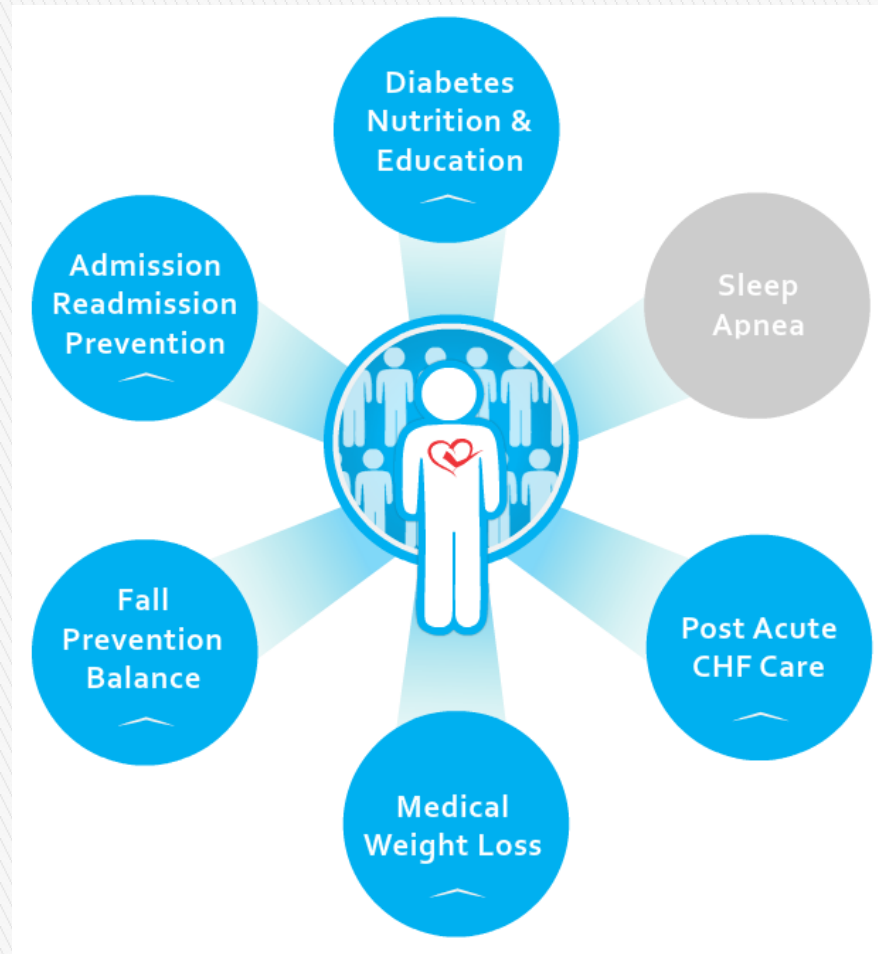 Diabetes
Nutrition &
Education
Admission
Readmission
Prevention
Sleep
Apnea
Fall
Prevention
Balance
Post Acute
CHF Care
Medical
Weight Loss